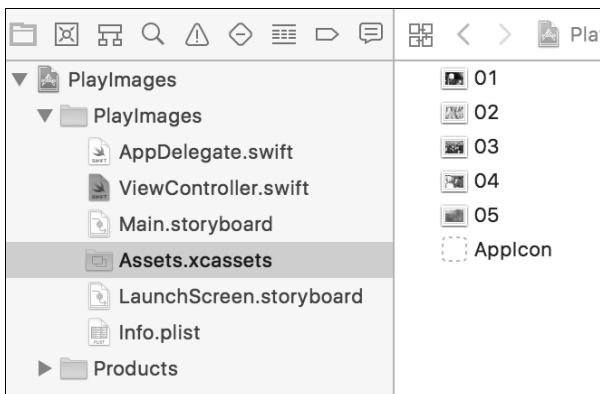 Pla
PlayImages
PlayImages
AppDelegate.swift
ViewController.swift
Main.storyboard
Assets.xcassets
LaunchScreen.storyboard
Info.plist
Products
01
02
03
04
05
AppIcon